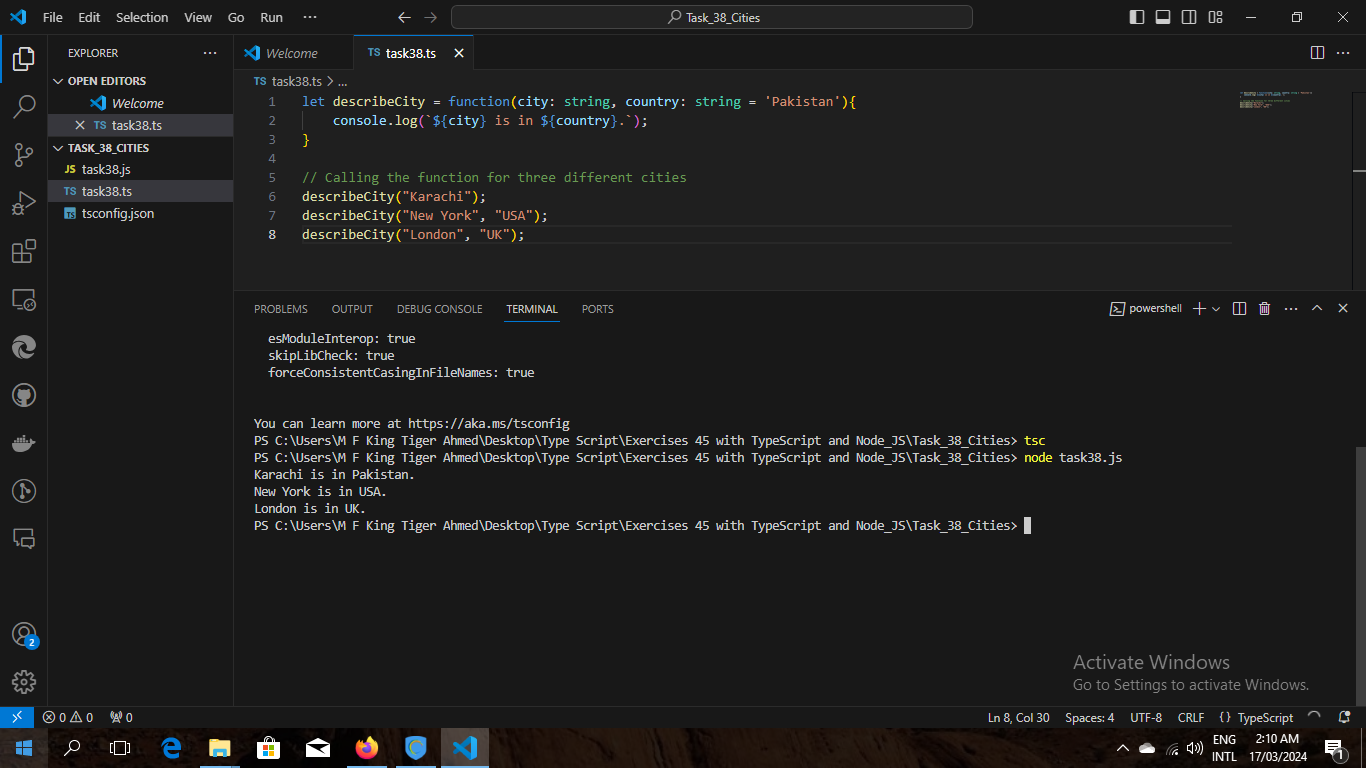 File Edit Selection View Go Run ··· Task_38_Cities
EXPLORER ···
OPEN EDITORS
Welcome
TS task38.ts
TASK_38_CITIES
JS task38.js
TS task38.ts
TS tsconfig.json
2
Welcome TS task38.ts
TS task38.ts > ...
1 let describeCity = function(city: string, country: string = 'Pakistan'){
2 console.log(`${city} is in ${country}.`);
3 }
4
5 // Calling the function for three different cities
6 describeCity("Karachi");
7 describeCity("New York", "USA");
8 describeCity("London", "UK");
PROBLEMS OUTPUT DEBUG CONSOLE TERMINAL PORTS powershell
esModuleInterop: true
skipLibCheck: true
forceConsistentCasingInFileNames: true
You can learn more at https://aka.ms/tsconfig
PS C:\Users\M F King Tiger Ahmed\Desktop\Type Script\Exercises 45 with TypeScript and Node_JS\Task_38_Cities> tsc
PS C:\Users\M F King Tiger Ahmed\Desktop\Type Script\Exercises 45 with TypeScript and Node_JS\Task_38_Cities> node task38.js
Karachi is in Pakistan.
New York is in USA.
London is in UK.
PS C:\Users\M F King Tiger Ahmed\Desktop\Type Script\Exercises 45 with TypeScript and Node_JS\Task_38_Cities>
Activate Windows
Go to Settings to activate Windows.
0 0 0 Ln 8, Col 30 Spaces: 4 UTF-8 CRLF {} TypeScript
ENG 2:10 AM
INTL 17/03/2024 1